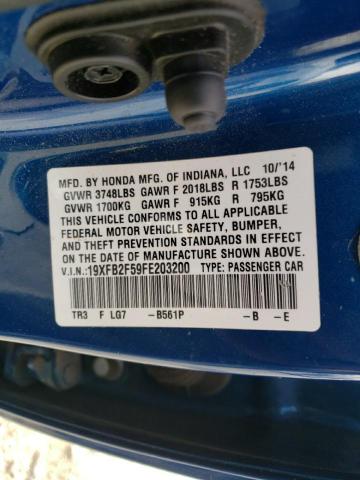 MFD. BY HONDA MFG. OF INDIANA, LLC 10/'14
GVWR 3748LBS GAWR F 2018LBS R 1753LBS
GVWR 1700KG GAWR F 915KG R 795KG
THIS VEHICLE CONFORMS TO ALL APPLICABLE
FEDERAL MOTOR VEHICLE SAFETY, BUMPER,
AND THEFT PREVENTION STANDARDS IN EFFECT
ON THE DATE OF MANUFACTURE SHOWN ABOVE.
V.I.N.:19XFB2F59FE203200 TYPE: PASSENGER CAR
TR3 F LG7 –B561P –B –E